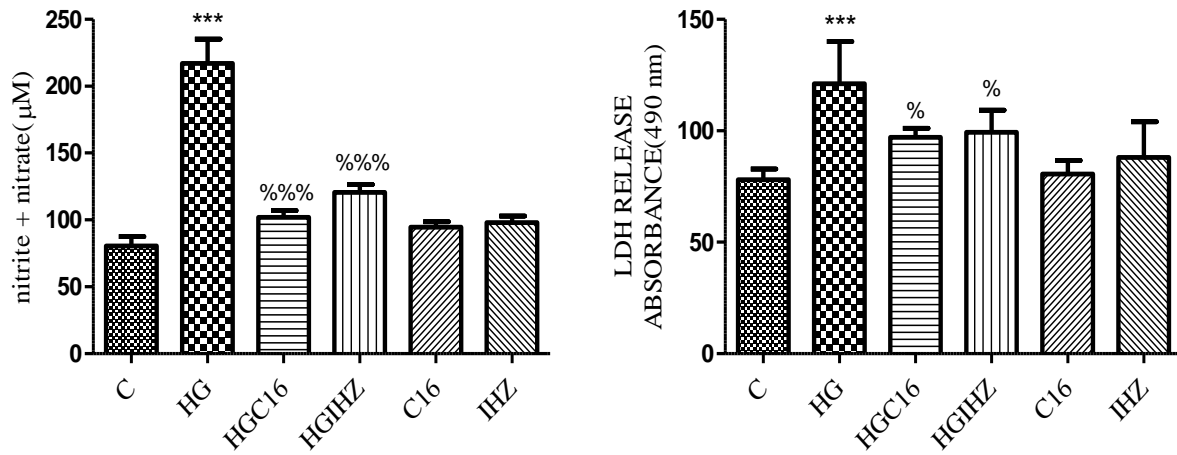 nitrite + nitrate(µM)
250
200
150
100
50
0
***
%%%
%%%
C
HG
HGC16
HGIHZ
C16
IHZ
LDH RELEASE
ABSORBANCE(490 nm)
150
100
50
0
***
%
%
C
HG
HGC16
HGIHZ
C16
IHZ